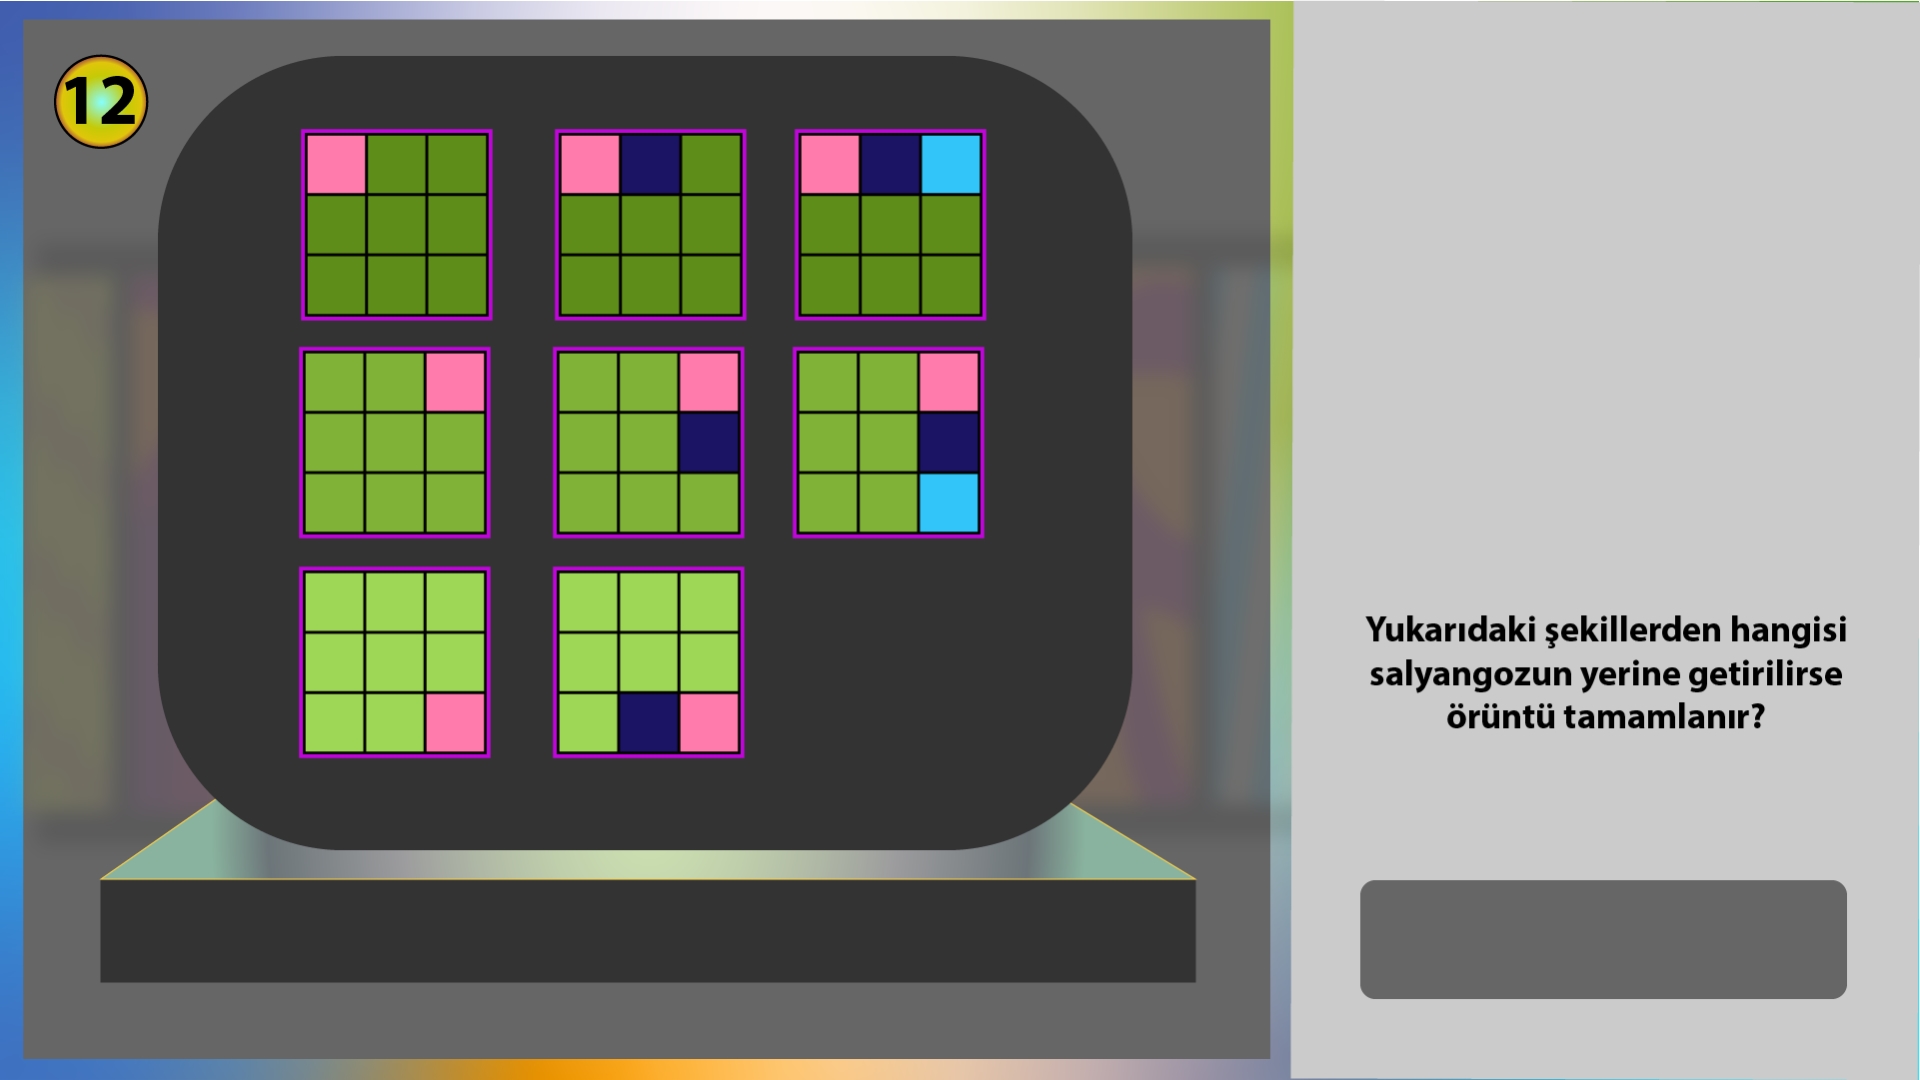 12
Yukarıdaki şekillerden hangisi
salyangozun yerine getirilirse
örüntü tamamlanır?